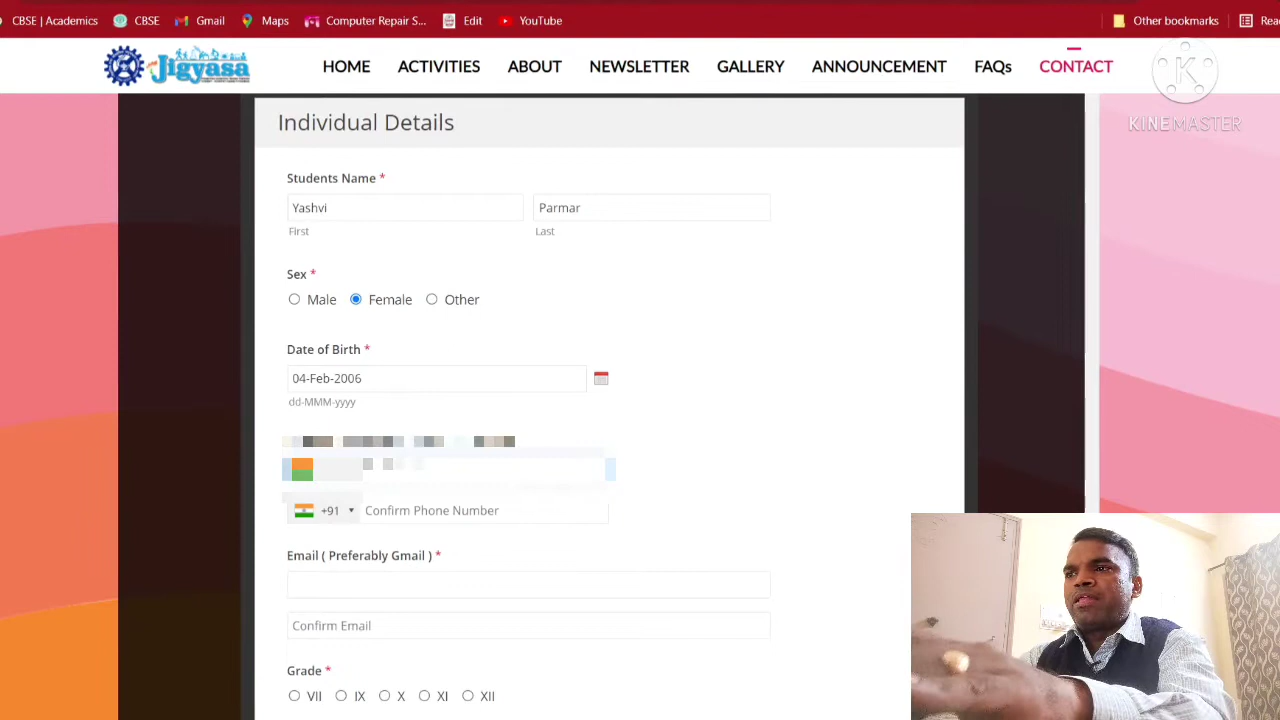 CBSE | Academics CBSE Gmail Maps Computer Repair S... Edit YouTube Other bookmarks
Jigyasa HOME ACTIVITIES ABOUT NEWSLETTER GALLERY ANNOUNCEMENT FAQs CONTACT
K
KINEMASTER
Individual Details
Students Name *
Yashvi Parmar
First Last
Sex *
Male Female Other
Date of Birth *
04-Feb-2006
dd-MMM-yyyy
+91 Confirm Phone Number
Email ( Preferably Gmail ) *
Confirm Email
Grade *
VII IX X XI XII